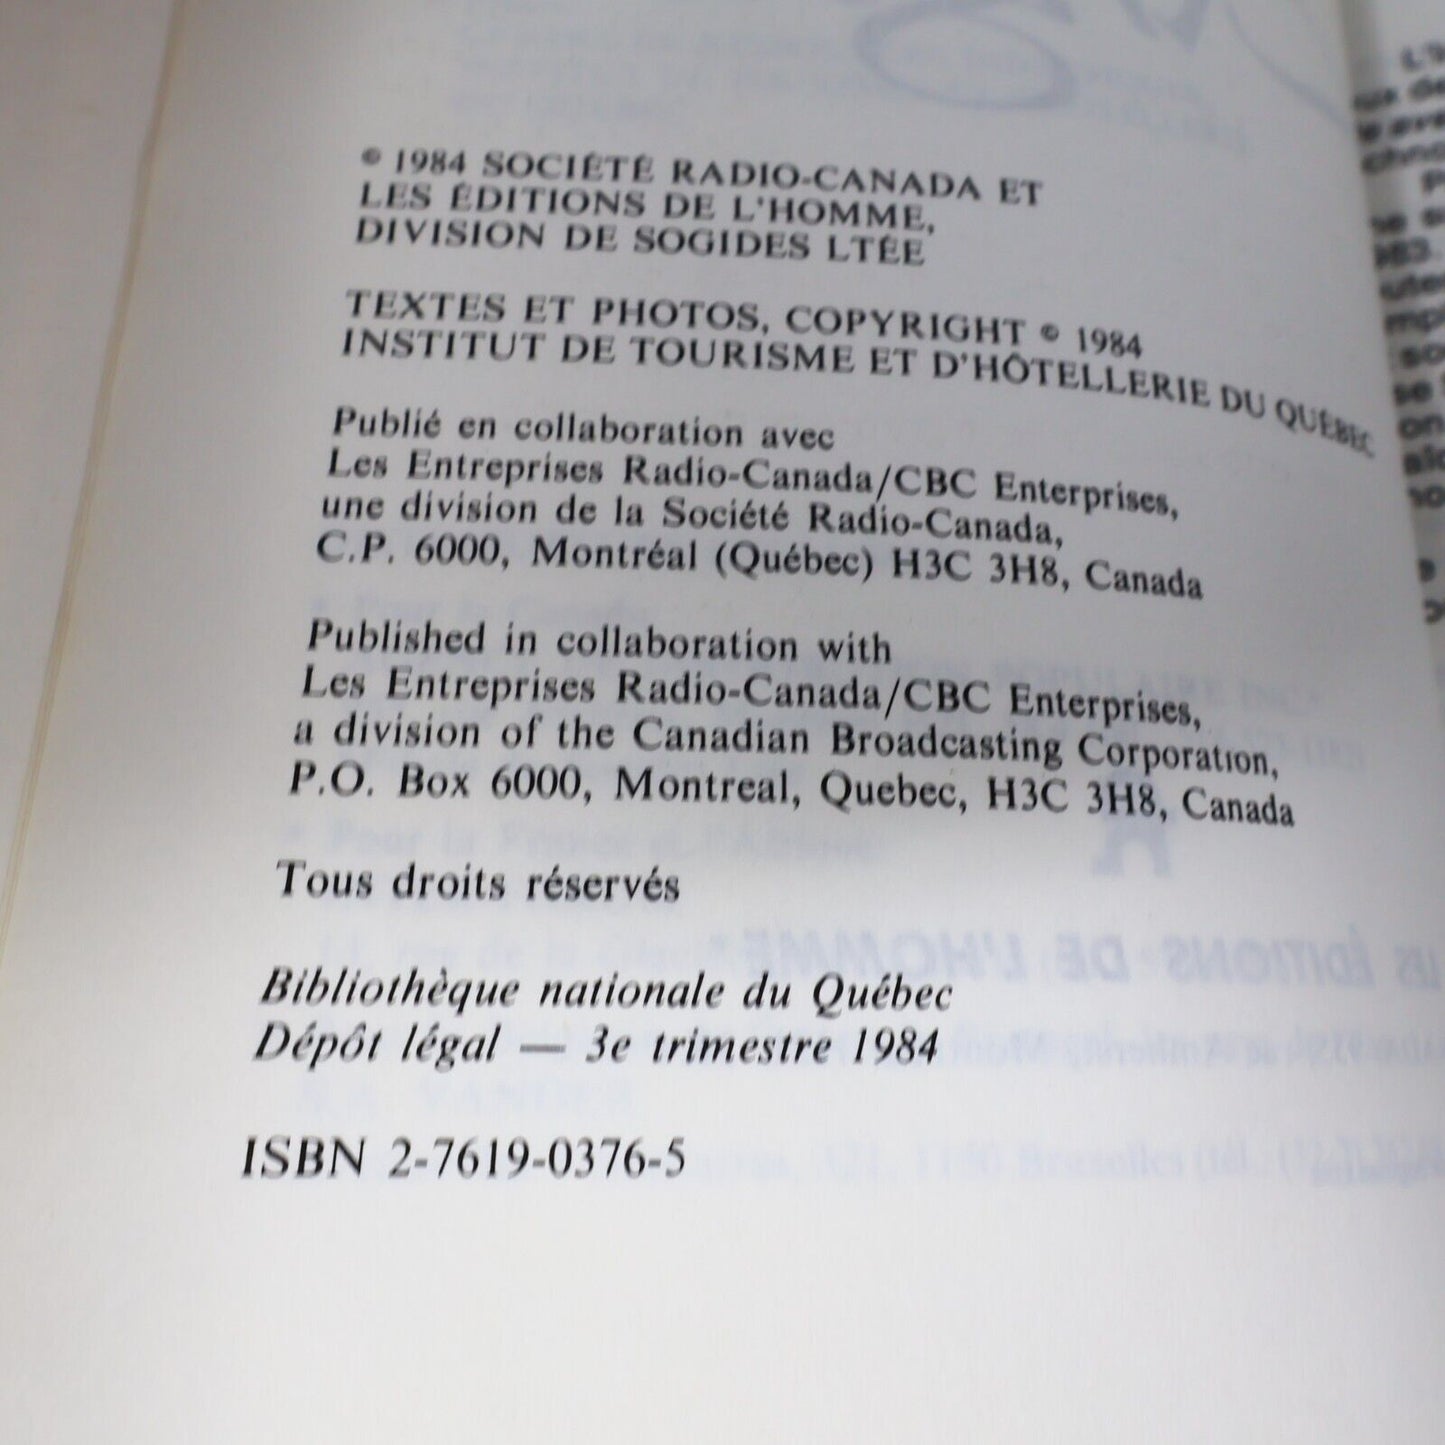 © 1984 SOCIÉTÉ RADIO-CANADA ET
LES ÉDITIONS DE L'HOMME,
DIVISION DE SOGIDES LTÉE
TEXTES ET PHOTOS, COPYRIGHT © 1984
INSTITUT DE TOURISME ET D'HÔTELLERIE DU QUÉBEC
Publié en collaboration avec
Les Entreprises Radio-Canada/CBC Enterprises,
une division de la Société Radio-Canada,
C.P. 6000, Montréal (Québec) H3C 3H8, Canada
Published in collaboration with
Les Entreprises Radio-Canada/CBC Enterprises,
a division of the Canadian Broadcasting Corporation,
P.O. Box 6000, Montreal, Quebec, H3C 3H8, Canada
Tous droits réservés
Bibliothèque nationale du Québec
Dépôt légal — 3e trimestre 1984
ISBN 2-7619-0376-5